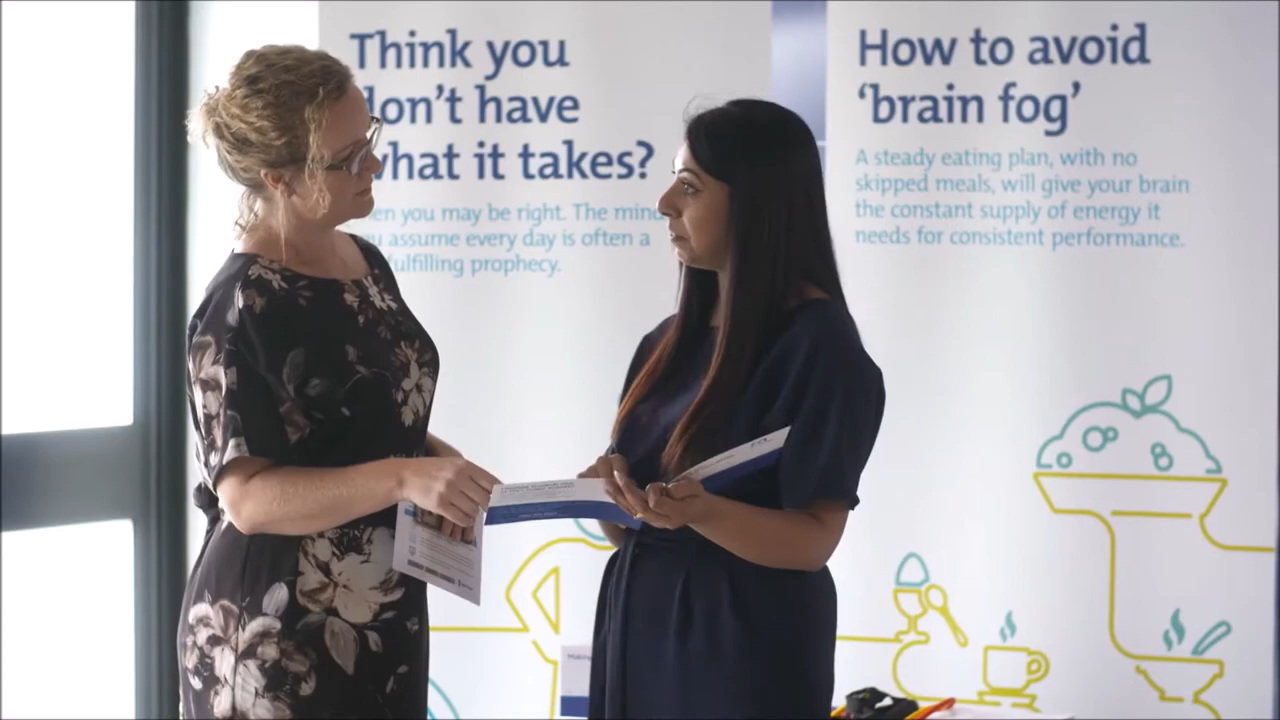 Think you
don't have
what it takes?
en you may be right. The mind
u assume every day is often a
fulfilling prophecy.
How to avoid
‘brain fog’
A steady eating plan, with no
skipped meals, will give your brain
the constant supply of energy it
needs for consistent performance.
Making